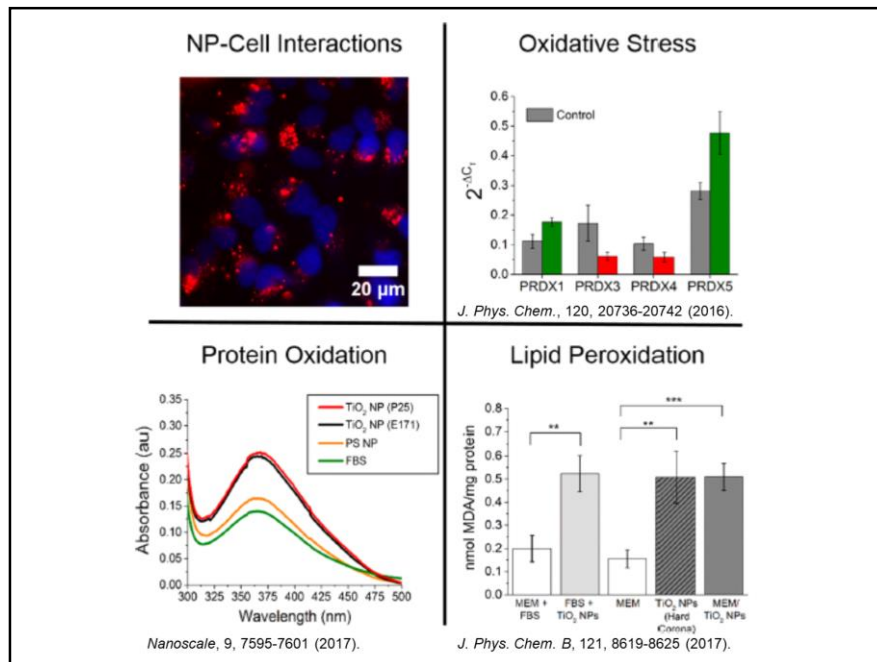 NP-Cell Interactions
20 μm
Oxidative Stress
0.6
0.5
0.4
0.3
0.2
0.1
0.0
2^-ΔCt
Control
PRDX1 PRDX3 PRDX4 PRDX5
J. Phys. Chem., 120, 20736-20742 (2016).
Protein Oxidation
0.35
0.30
0.25
0.20
0.15
0.10
0.05
0.00
Absorbance (au)
TiO₂ NP (P25)
TiO₂ NP (E171)
PS NP
FBS
300 350 400 450 500
Wavelength (nm)
Nanoscale, 9, 7595-7601 (2017).
Lipid Peroxidation
0.8
0.7
0.6
0.5
0.4
0.3
0.2
0.1
0.0
nmol MDA/mg protein
**
**
***
MEM +
FBS
FBS +
TiO₂ NPs
MEM
TiO₂ NPs
(Hard
Corona)
MEM/
TiO₂ NPs
J. Phys. Chem. B, 121, 8619-8625 (2017).